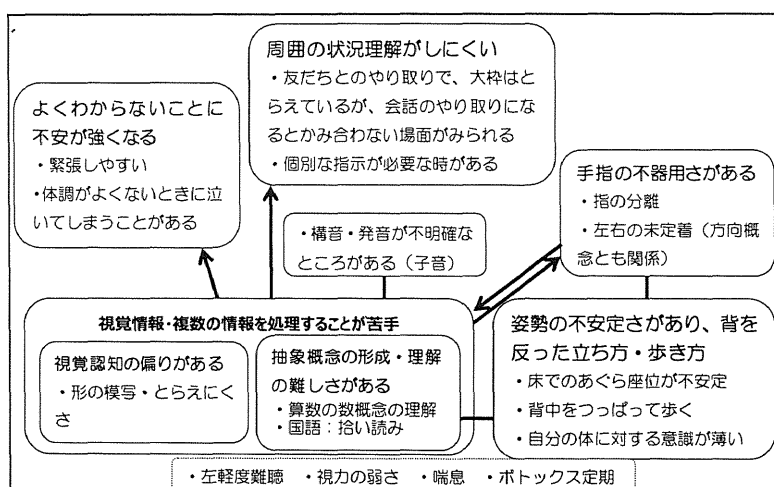 周囲の状況理解がしにくい
・友だちとのやり取りで、大枠はと
らえているが、会話のやり取りにな
るとかみ合わない場面がみられる
・個別な指示が必要な時がある
よくわからないことに
不安が強くなる
・緊張しやすい
・体調がよくないときに泣
いてしまうことがある
手指の不器用さがある
・指の分離
・左右の未定着（方向概
念とも関係）
・構音・発音が不明確な
ところがある（子音）
視覚情報・複数の情報を処理することが苦手
視覚認知の偏りがある
・形の模写・とらえにく
さ
抽象概念の形成・理解
の難しさがある
・算数の数概念の理解
・国語：拾い読み
姿勢の不安定さがあり、背を
反った立ち方・歩き方
・床でのあぐら座位が不安定
・背中をつっぱって歩く
・自分の体に対する意識が薄い
・左軽度難聴　・視力の弱さ　・喘息　・ボトックス定期